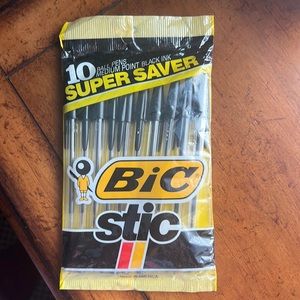 10 BALL PENS
MEDIUM POINT BLACK INK
SUPER SAVER
BiC
stic